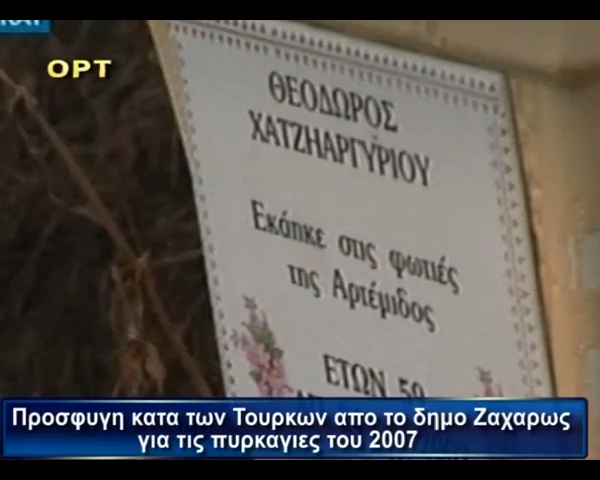 ΟΡΤ
ΘΕΟΔΩΡΟΣ
ΧΑΤΖΗΑΡΓΥΡΙΟΥ
Εκάηκε στις φωτιές
της Αρτέμιδος
ΕΤΩΝ 59
Προσφυγη κατα των Τουρκων απο το δημο Ζαχαρως
για τις πυρκαγιες του 2007